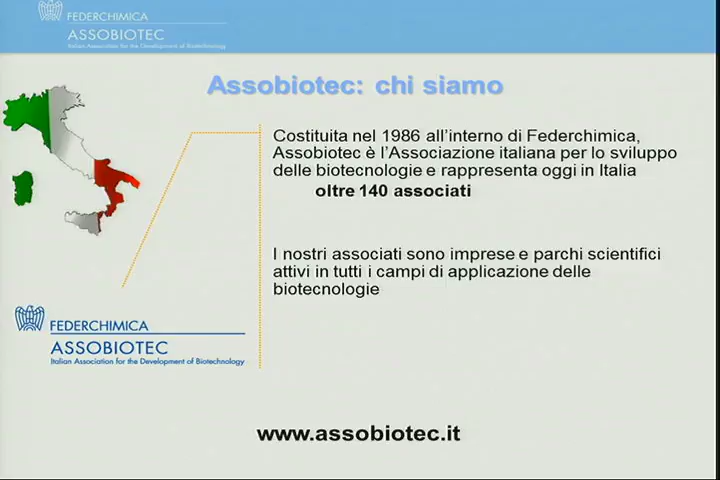 FEDERCHIMICA
ASSOBIOTEC
Italian Association for the Development of Biotechnology
Assobiotec: chi siamo
Costituita nel 1986 all'interno di Federchimica,
Assobiotec è l'Associazione italiana per lo sviluppo
delle biotecnologie e rappresenta oggi in Italia
oltre 140 associati
I nostri associati sono imprese e parchi scientifici
attivi in tutti i campi di applicazione delle
biotecnologie
FEDERCHIMICA
ASSOBIOTEC
Italian Association for the Development of Biotechnology
www.assobiotec.it